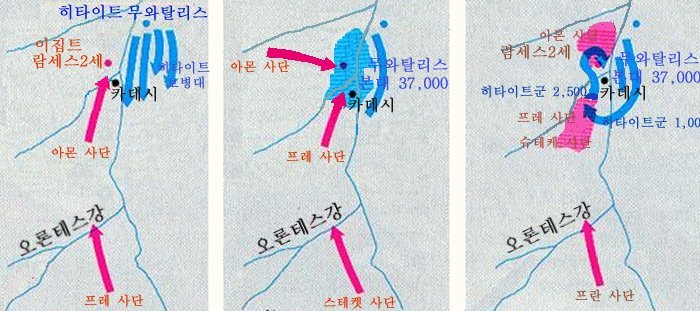 히타이트 무와탈리스
이집트
람세스2세
히타이트
보병대
카데시
아몬 사단
오론테스강
프레 사단
아몬 사단
무와탈리스
본대 37,000
카데시
프레 사단
오론테스강
스테켓 사단
아몬 사단
람세스2세
무와탈리스
본대 37,000
히타이트군 2,500
카데시
프레 사단
히타이트군 1,00
슈테케 사단
오론테스강
프란 사단